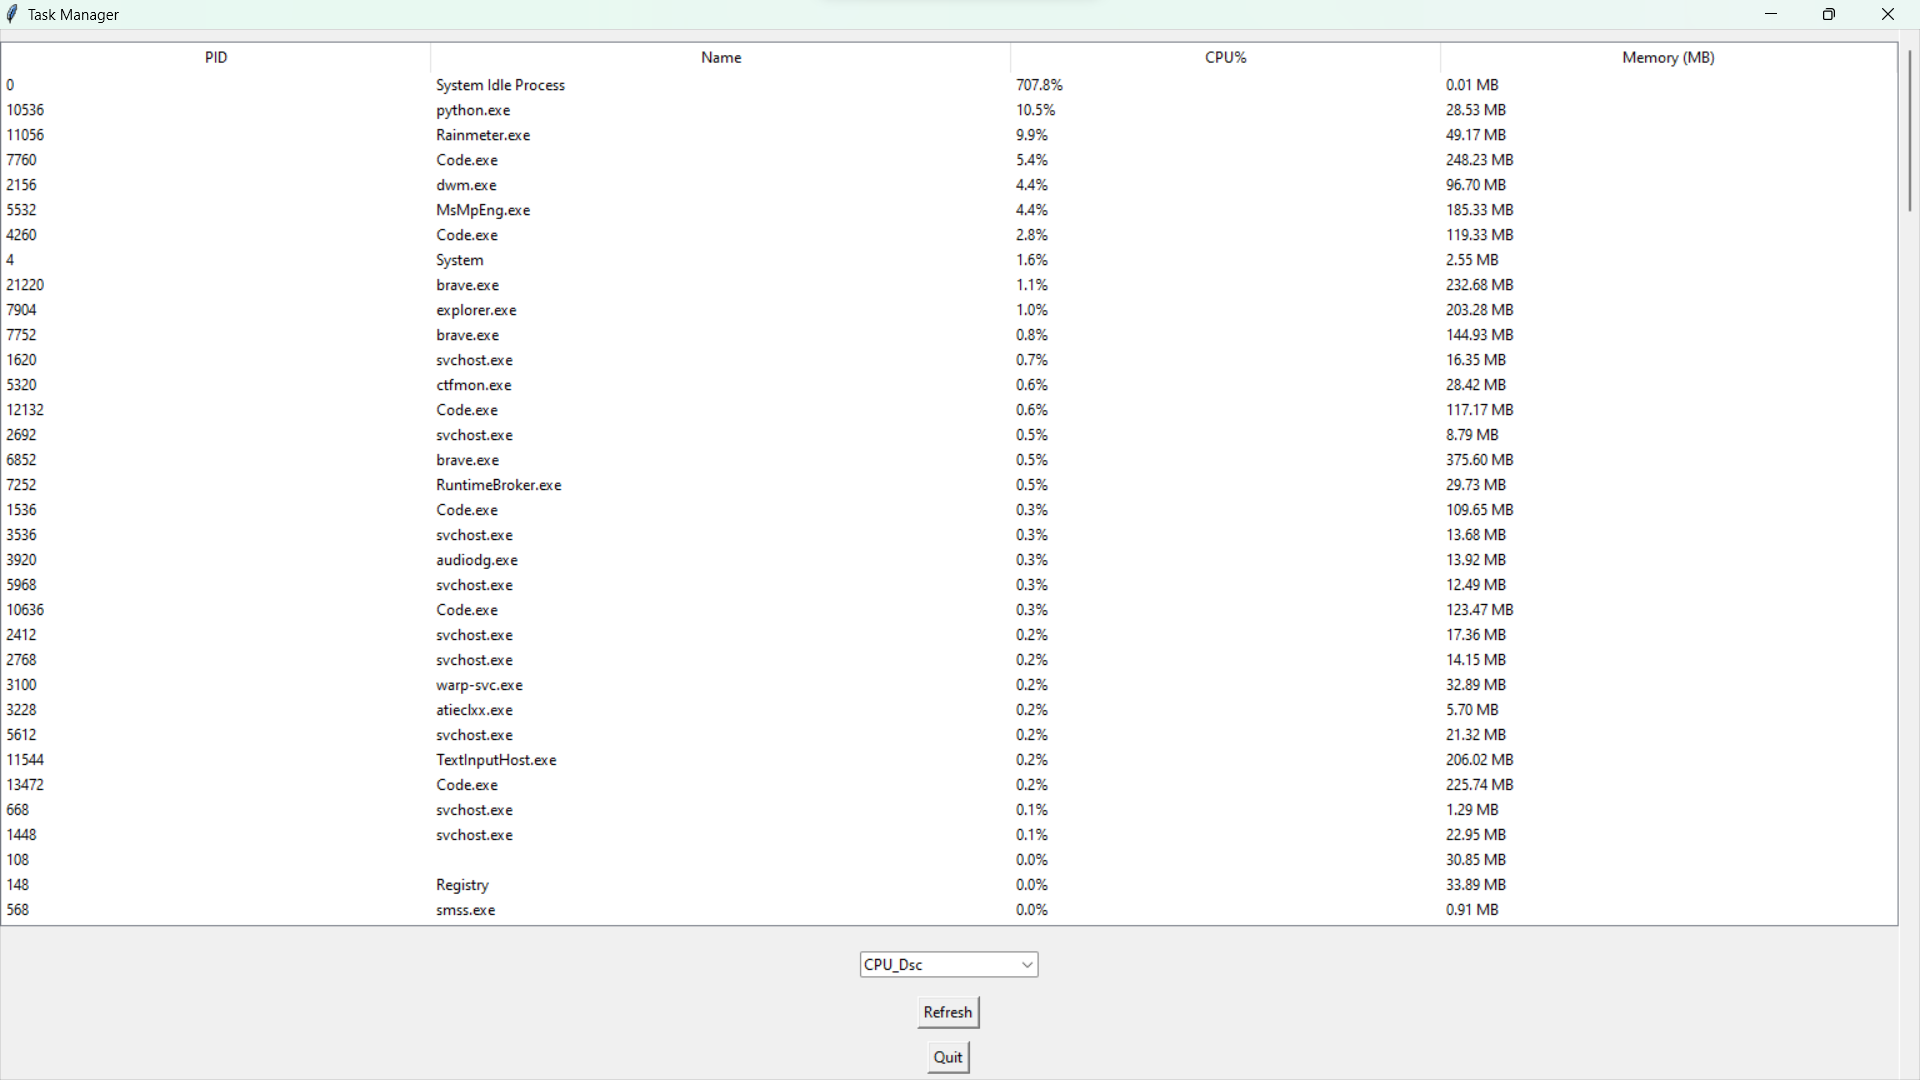 Task Manager
PID Name CPU% Memory (MB)
0 System Idle Process 707.8% 0.01 MB
10536 python.exe 10.5% 28.53 MB
11056 Rainmeter.exe 9.9% 49.17 MB
7760 Code.exe 5.4% 248.23 MB
2156 dwm.exe 4.4% 96.70 MB
5532 MsMpEng.exe 4.4% 185.33 MB
4260 Code.exe 2.8% 119.33 MB
4 System 1.6% 2.55 MB
21220 brave.exe 1.1% 232.68 MB
7904 explorer.exe 1.0% 203.28 MB
7752 brave.exe 0.8% 144.93 MB
1620 svchost.exe 0.7% 16.35 MB
5320 ctfmon.exe 0.6% 28.42 MB
12132 Code.exe 0.6% 117.17 MB
2692 svchost.exe 0.5% 8.79 MB
6852 brave.exe 0.5% 375.60 MB
7252 RuntimeBroker.exe 0.5% 29.73 MB
1536 Code.exe 0.3% 109.65 MB
3536 svchost.exe 0.3% 13.68 MB
3920 audiodg.exe 0.3% 13.92 MB
5968 svchost.exe 0.3% 12.49 MB
10636 Code.exe 0.3% 123.47 MB
2412 svchost.exe 0.2% 17.36 MB
2768 svchost.exe 0.2% 14.15 MB
3100 warp-svc.exe 0.2% 32.89 MB
3228 atieclxx.exe 0.2% 5.70 MB
5612 svchost.exe 0.2% 21.32 MB
11544 TextInputHost.exe 0.2% 206.02 MB
13472 Code.exe 0.2% 225.74 MB
668 svchost.exe 0.1% 1.29 MB
1448 svchost.exe 0.1% 22.95 MB
108 0.0% 30.85 MB
148 Registry 0.0% 33.89 MB
568 smss.exe 0.0% 0.91 MB
CPU_Dsc
Refresh
Quit